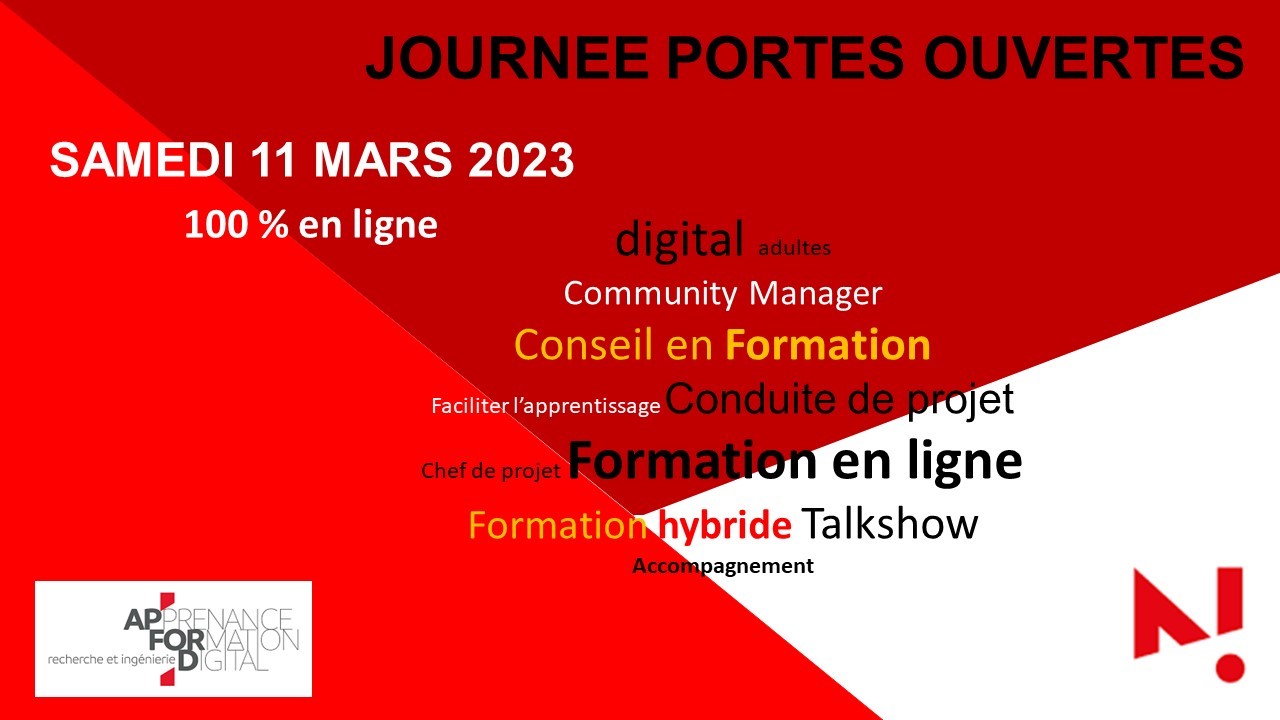 JOURNEE PORTES OUVERTES
SAMEDI 11 MARS 2023
100 % en ligne
digital adultes
Community Manager
Conseil en Formation
Faciliter l’apprentissage Conduite de projet
Chef de projet Formation en ligne
Formation hybride Talkshow
Accompagnement
APPRENANCE
FORMATION
recherche et ingénierie DIGITAL
N!